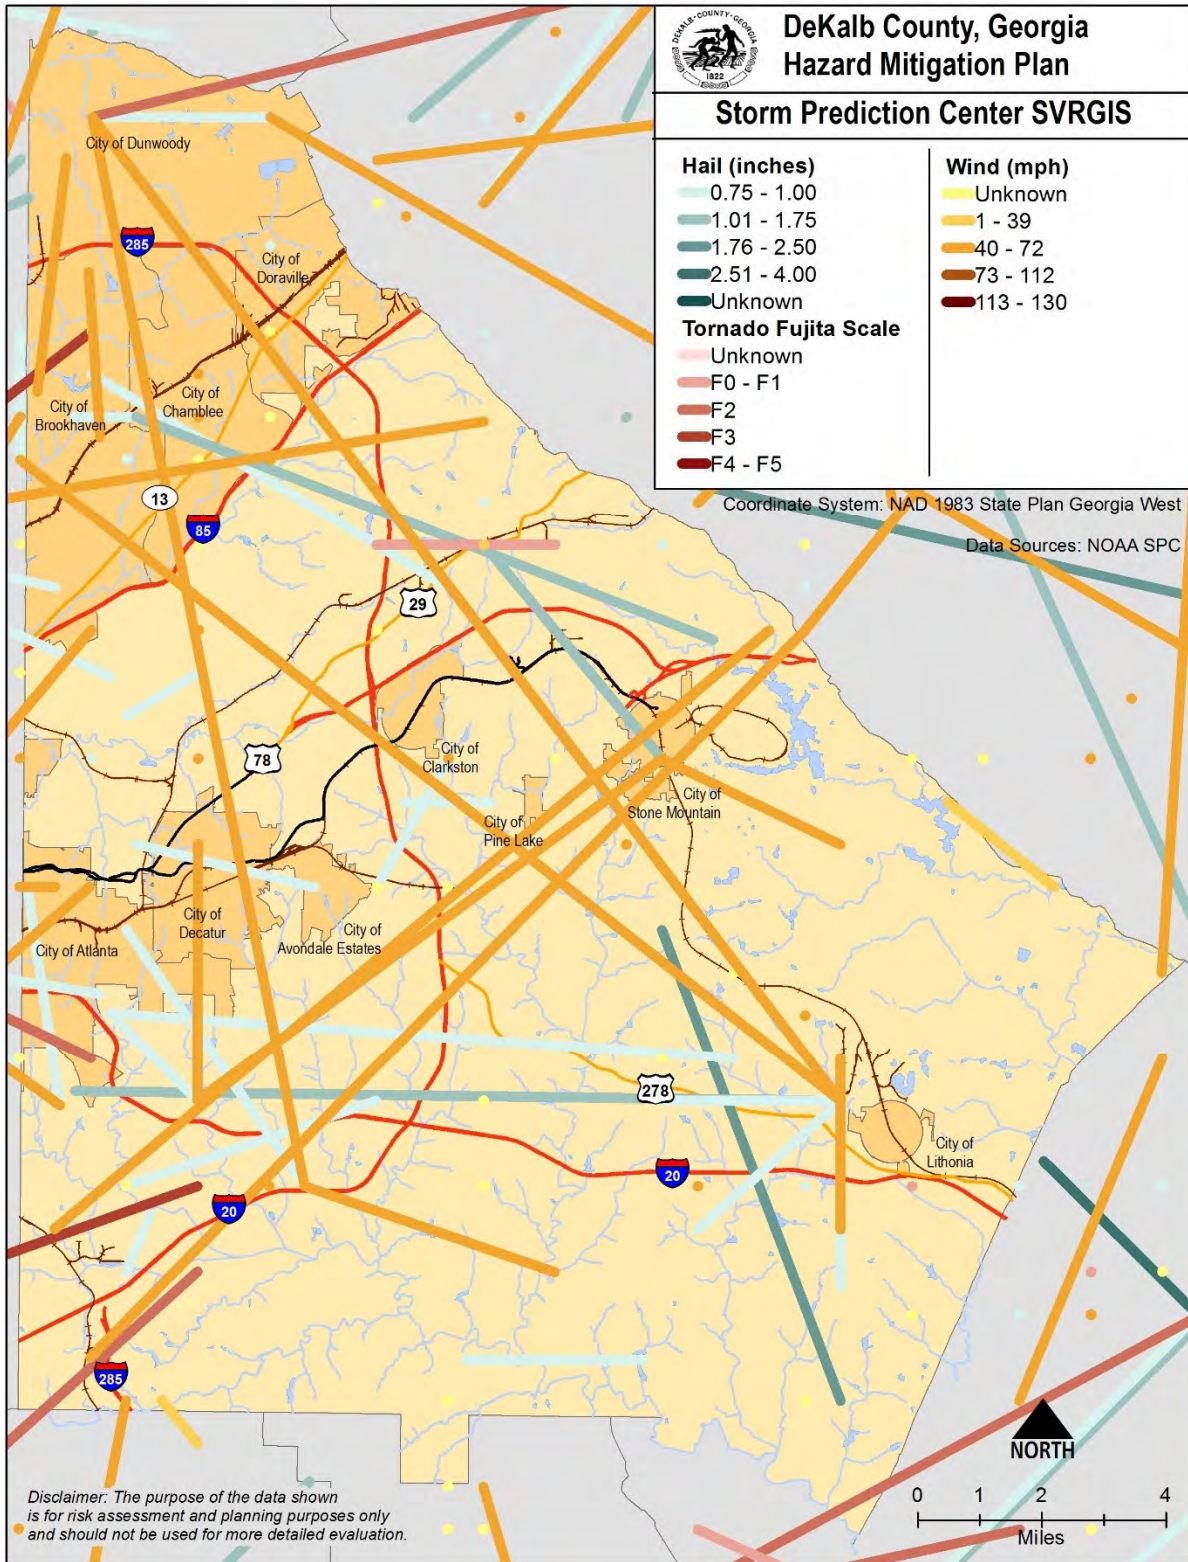 DEKALB-COUNTY-GEORGIA
1822
DeKalb County, Georgia
Hazard Mitigation Plan
Storm Prediction Center SVRGIS
Hail (inches)
0.75 - 1.00
1.01 - 1.75
1.76 - 2.50
2.51 - 4.00
Unknown
Tornado Fujita Scale
Unknown
F0 - F1
F2
F3
F4 - F5
Wind (mph)
Unknown
1 - 39
40 - 72
73 - 112
113 - 130
Coordinate System: NAD 1983 State Plan Georgia West
Data Sources: NOAA SPC
City of Dunwoody
285
City of
Doraville
City of
Chamblee
City of
Brookhaven
13
85
29
78
City of
Clarkston
City of
Stone Mountain
City of
Pine Lake
City of
Decatur
City of
Avondale Estates
City of Atlanta
278
City of
Lithonia
20
20
285
NORTH
0 1 2 4
Miles
Disclaimer: The purpose of the data shown
is for risk assessment and planning purposes only
and should not be used for more detailed evaluation.